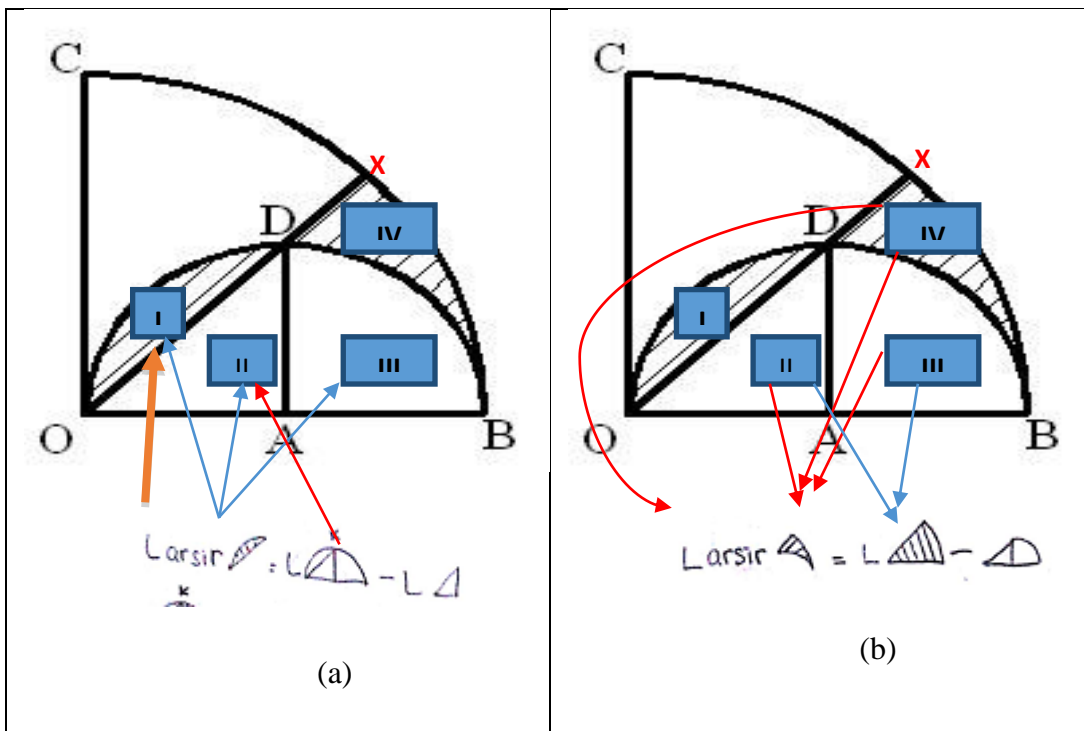 C
X
D
IV
I
II
III
O
A
B
Larsir = L - L
(a)
C
X
D
IV
I
II
III
O
A
B
Larsir = L -
(b)